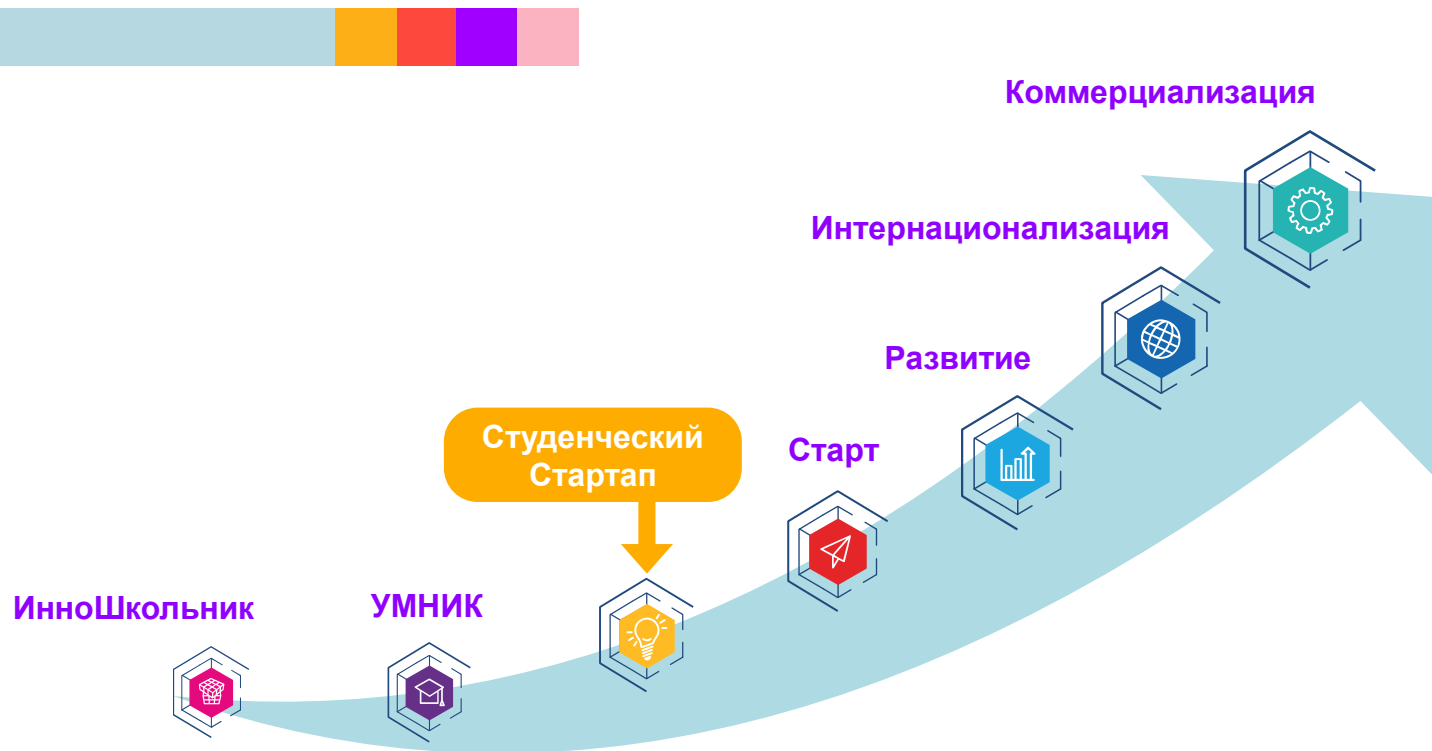 Коммерциализация
Интернационализация
Развитие
Студенческий
Стартап
Старт
ИнноШкольник
УМНИК